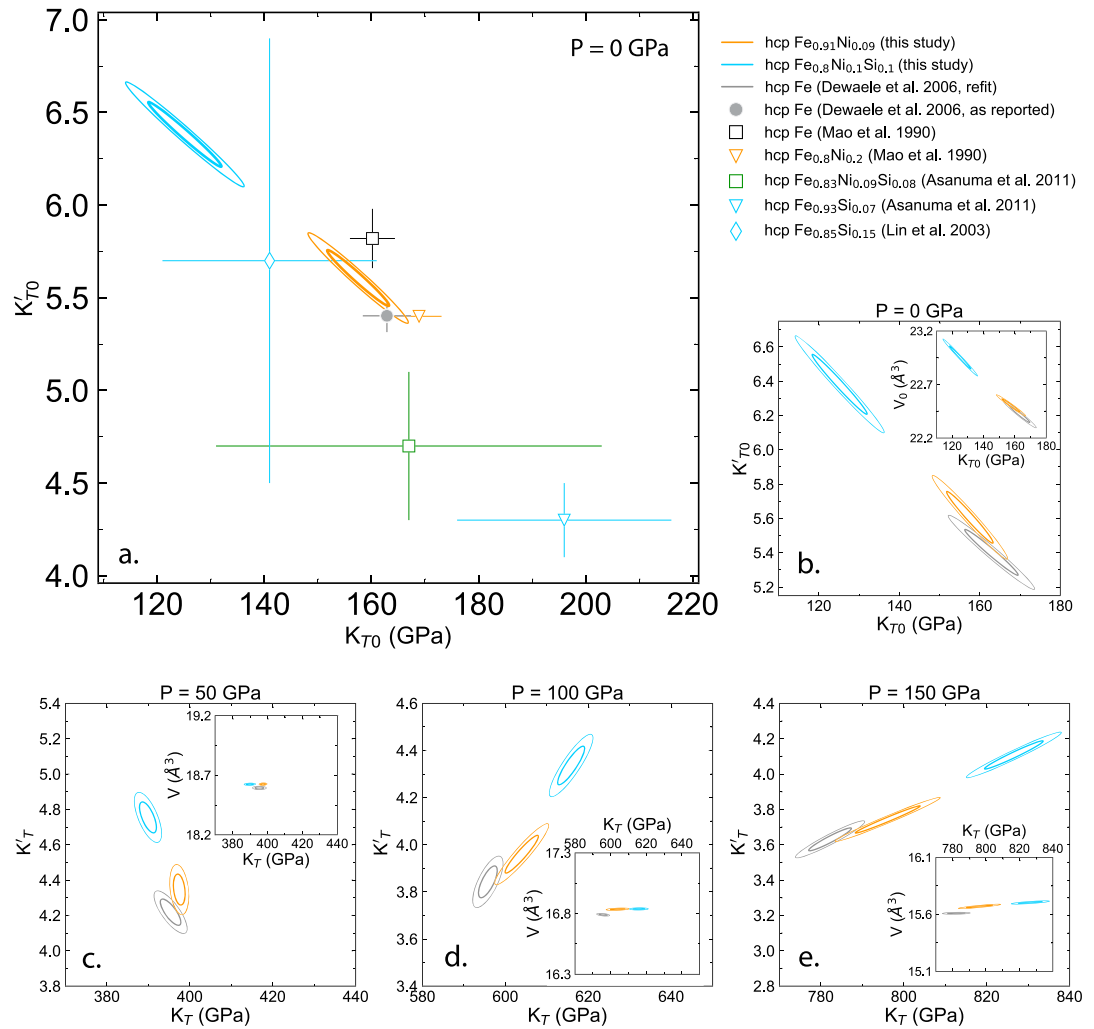 P = 0 GPa
7.0
6.5
6.0
5.5
5.0
4.5
4.0
K′T0
120 140 160 180 200 220
KT0 (GPa)
a.
hcp Fe0.91Ni0.09 (this study)
hcp Fe0.8Ni0.1Si0.1 (this study)
hcp Fe (Dewaele et al. 2006, refit)
hcp Fe (Dewaele et al. 2006, as reported)
hcp Fe (Mao et al. 1990)
hcp Fe0.8Ni0.2 (Mao et al. 1990)
hcp Fe0.83Ni0.09Si0.08 (Asanuma et al. 2011)
hcp Fe0.93Si0.07 (Asanuma et al. 2011)
hcp Fe0.85Si0.15 (Lin et al. 2003)
P = 0 GPa
6.6
6.4
6.2
6.0
5.8
5.6
5.4
5.2
K′T0
120 140 160 180
KT0 (GPa)
b.
23.2
22.7
22.2
V0 (Å3)
120 140 160 180
KT0 (GPa)
P = 50 GPa
5.4
5.2
5.0
4.8
4.6
4.4
4.2
4.0
3.8
K′T
380 400 420 440
KT (GPa)
c.
19.2
18.7
18.2
V (Å3)
380 400 420 440
KT (GPa)
P = 100 GPa
4.6
4.4
4.2
4.0
3.8
3.6
3.4
K′T
580 600 620 640
KT (GPa)
d.
KT (GPa)
600 620 640
17.3
16.8
16.3
V (Å3)
P = 150 GPa
4.4
4.2
4.0
3.8
3.6
3.4
3.2
3.0
2.8
K′T
780 800 820 840
KT (GPa)
e.
KT (GPa)
780 800 820 840
16.1
15.6
15.1
V (Å3)